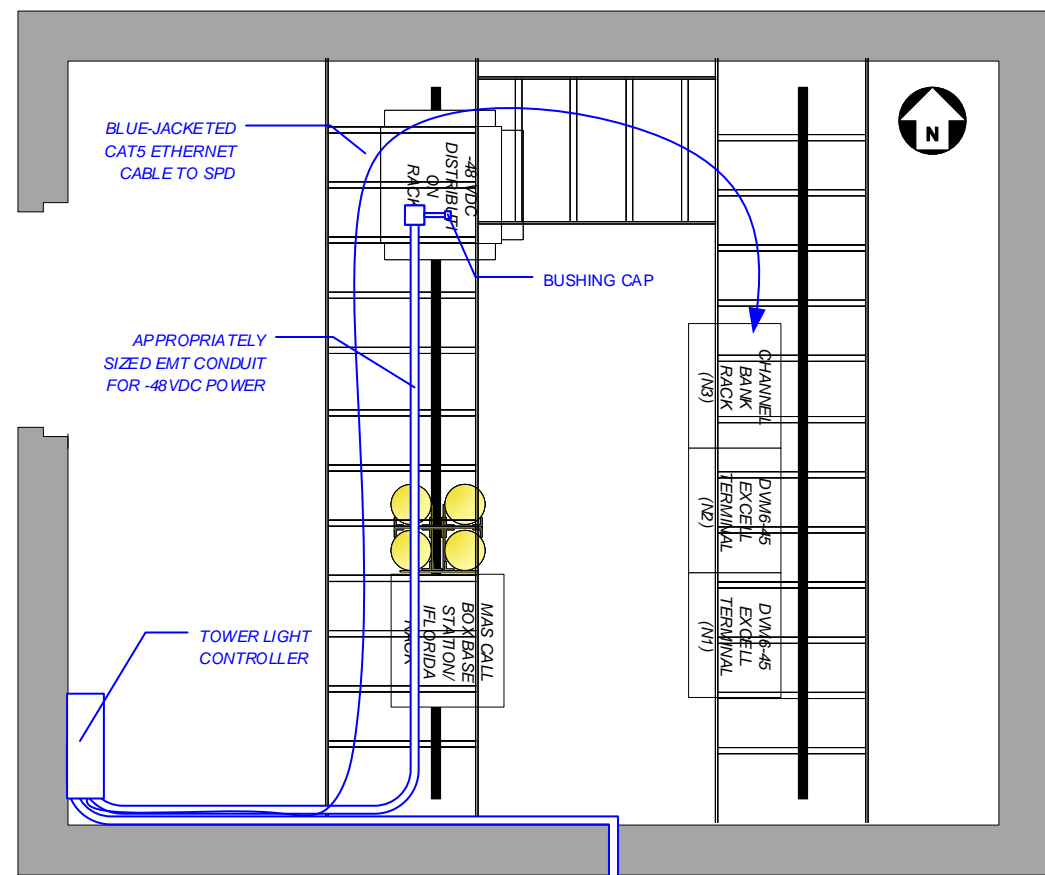 BLUE-JACKETED
CAT5 ETHERNET
CABLE TO SPD
-48 VDC
DISTRIBUTI
ON
RACK
N
BUSHING CAP
APPROPRIATELY
SIZED EMT CONDUIT
FOR -48VDC POWER
CHANNEL
BANK
RACK
(N3)
DVM6-45
EXCELL
TERMINAL
(N2)
DVM6-45
EXCELL
TERMINAL
(N1)
MAS CALL
BOX/BASE
STATION/
IFLORIDA
RACK
TOWER LIGHT
CONTROLLER